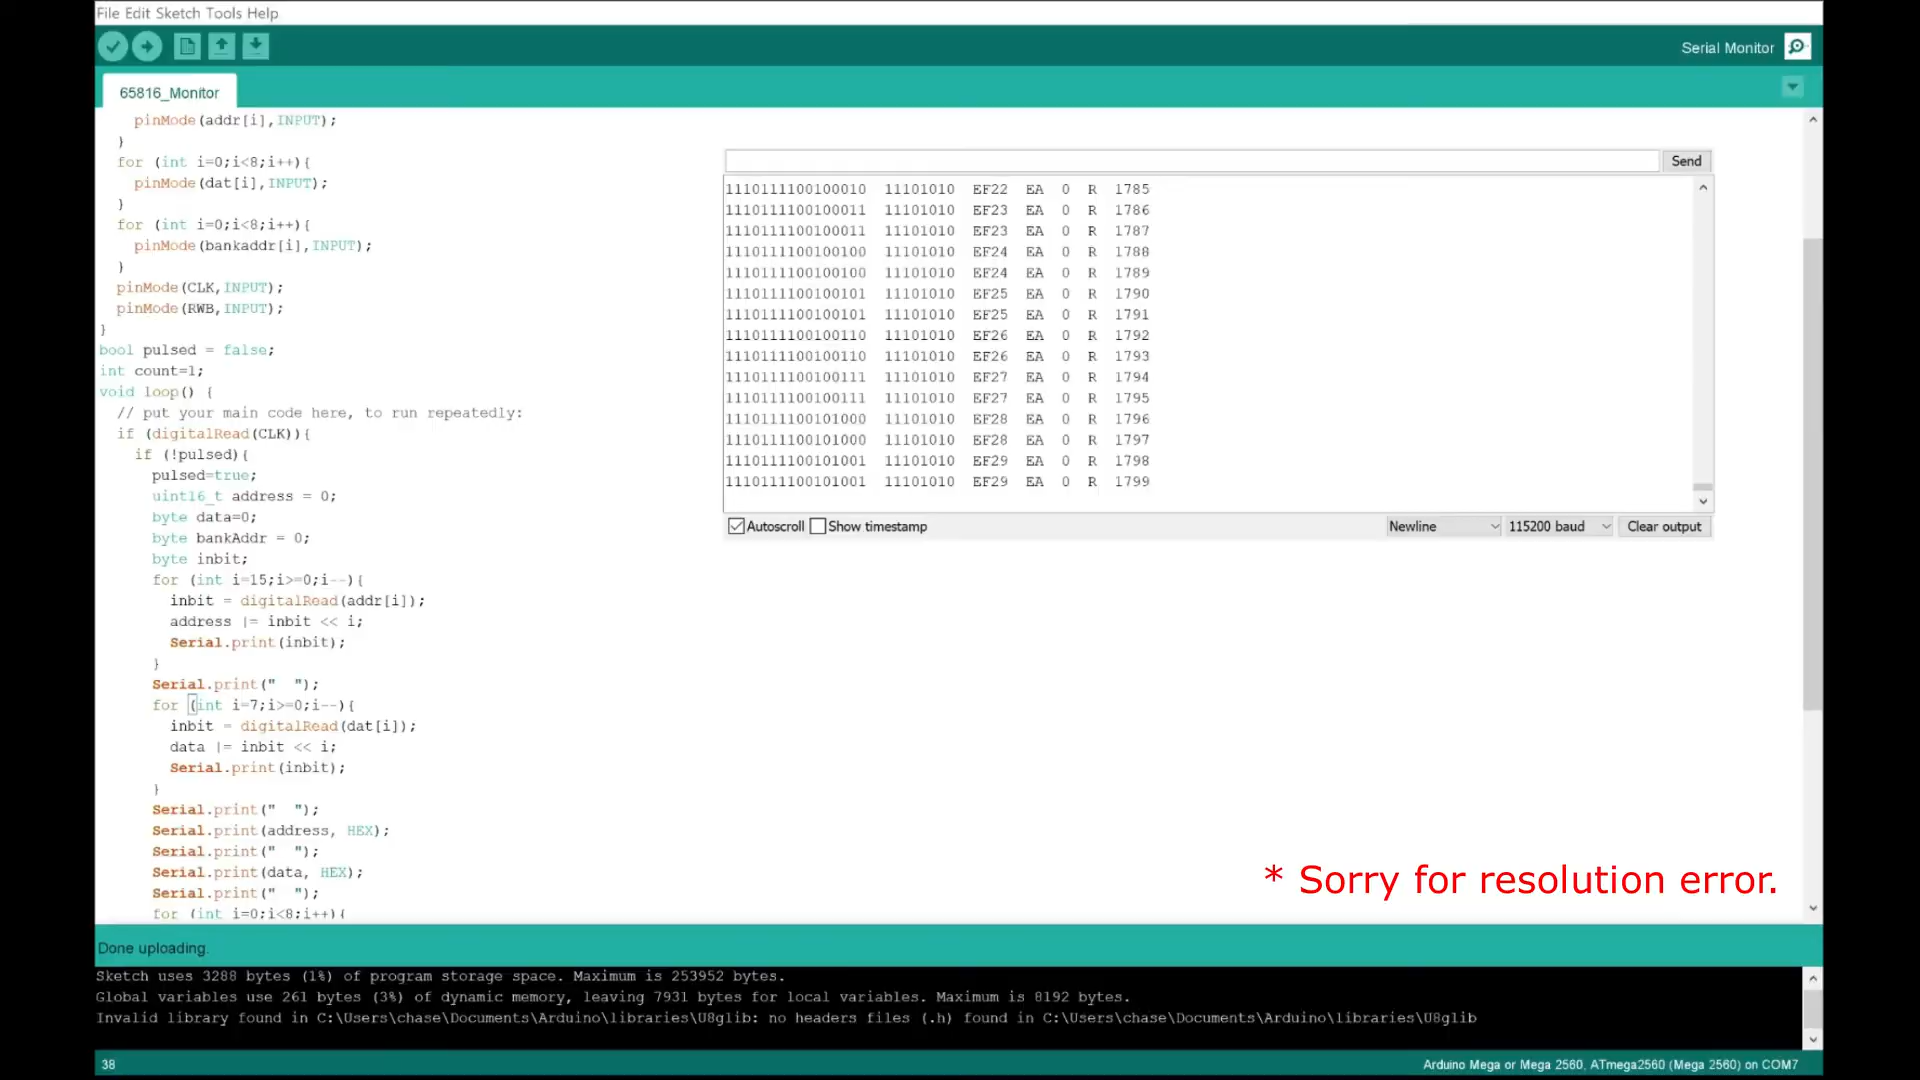 File Edit Sketch Tools Help
Serial Monitor
65816_Monitor
pinMode(addr[i],INPUT);
}
for (int i=0;i<8;i++){
pinMode(dat[i],INPUT);
}
for (int i=0;i<8;i++){
pinMode(bankaddr[i],INPUT);
}
pinMode(CLK,INPUT);
pinMode(RWB,INPUT);
}
bool pulsed = false;
int count=1;
void loop() {
// put your main code here, to run repeatedly:
if (digitalRead(CLK)){
if (!pulsed){
pulsed=true;
uint16_t address = 0;
byte data=0;
byte bankAddr = 0;
byte inbit;
for (int i=15;i>=0;i--){
inbit = digitalRead(addr[i]);
address |= inbit << i;
Serial.print(inbit);
}
Serial.print("  ");
for (int i=7;i>=0;i--){
inbit = digitalRead(dat[i]);
data |= inbit << i;
Serial.print(inbit);
}
Serial.print("  ");
Serial.print(address, HEX);
Serial.print("  ");
Serial.print(data, HEX);
Serial.print("  ");
for (int i=0;i<8;i++){
Send
1110111100100010  11101010  EF22  EA  0  R  1785
1110111100100011  11101010  EF23  EA  0  R  1786
1110111100100011  11101010  EF23  EA  0  R  1787
1110111100100100  11101010  EF24  EA  0  R  1788
1110111100100100  11101010  EF24  EA  0  R  1789
1110111100100101  11101010  EF25  EA  0  R  1790
1110111100100101  11101010  EF25  EA  0  R  1791
1110111100100110  11101010  EF26  EA  0  R  1792
1110111100100110  11101010  EF26  EA  0  R  1793
1110111100100111  11101010  EF27  EA  0  R  1794
1110111100100111  11101010  EF27  EA  0  R  1795
1110111100101000  11101010  EF28  EA  0  R  1796
1110111100101000  11101010  EF28  EA  0  R  1797
1110111100101001  11101010  EF29  EA  0  R  1798
1110111100101001  11101010  EF29  EA  0  R  1799
Autoscroll Show timestamp Newline 115200 baud Clear output
* Sorry for resolution error.
Done uploading.
Sketch uses 3288 bytes (1%) of program storage space. Maximum is 253952 bytes.
Global variables use 261 bytes (3%) of dynamic memory, leaving 7931 bytes for local variables. Maximum is 8192 bytes.
Invalid library found in C:\Users\chase\Documents\Arduino\libraries\U8glib: no headers files (.h) found in C:\Users\chase\Documents\Arduino\libraries\U8glib
38
Arduino Mega or Mega 2560, ATmega2560 (Mega 2560) on COM7